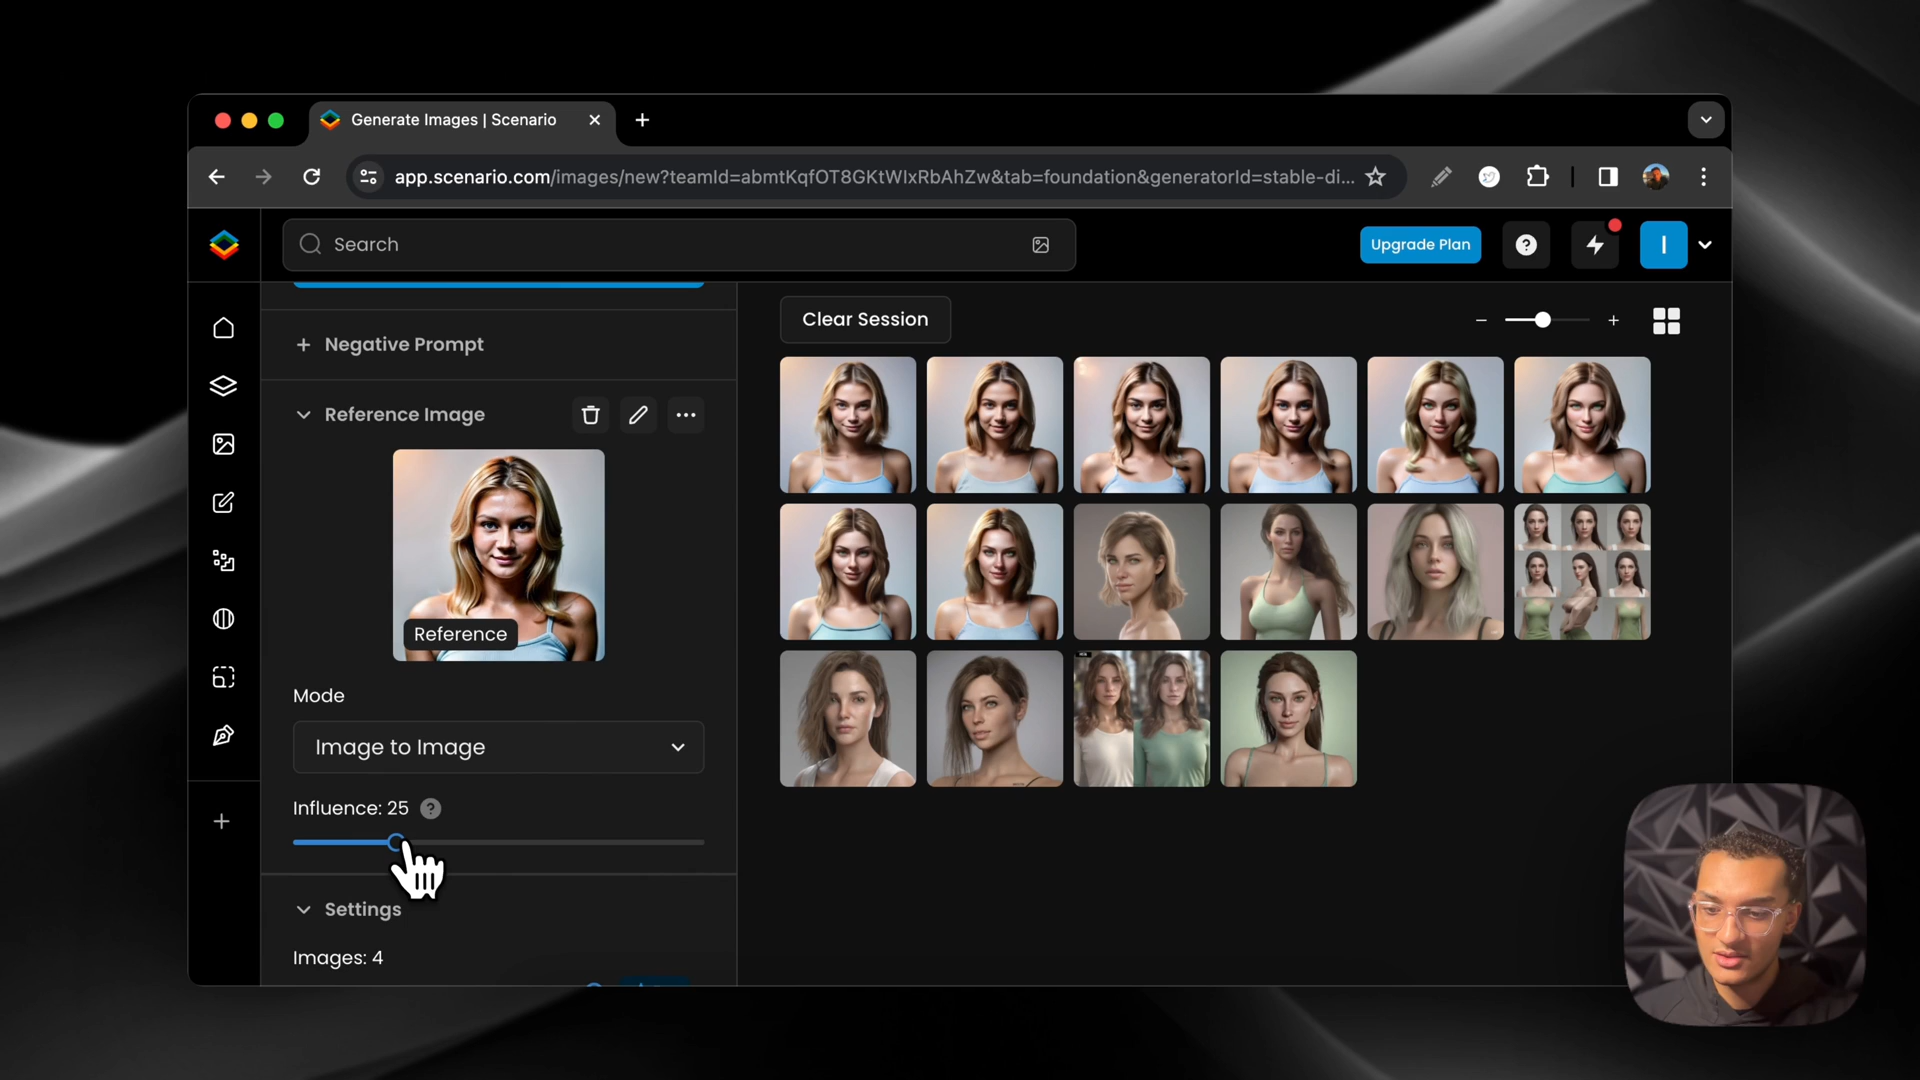 Generate Images | Scenario
app.scenario.com/images/new?teamId=abmtKqfOT8GKtWIxRbAhZw&tab=foundation&generatorId=stable-di...
Search
Upgrade Plan
I
Clear Session
Negative Prompt
Reference Image
Reference
Mode
Image to Image
Influence: 25
Settings
Images: 4